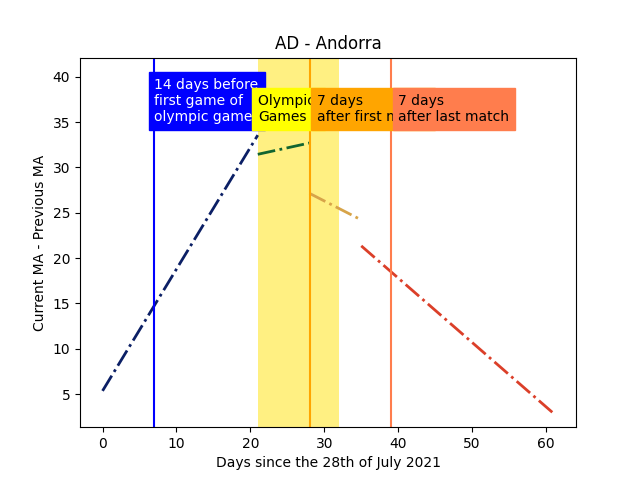 AD - Andorra
14 days before
first game of
olympic game
Olympic
Games
7 days
after first
7 days
after last match
40
35
30
25
20
15
10
5
Current MA - Previous MA
0
10
20
30
40
50
60
Days since the 28th of July 2021